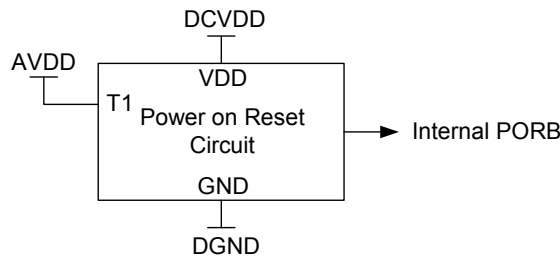 DCVDD
AVDD
VDD
T1
Power on Reset
Circuit
Internal PORB
GND
DGND